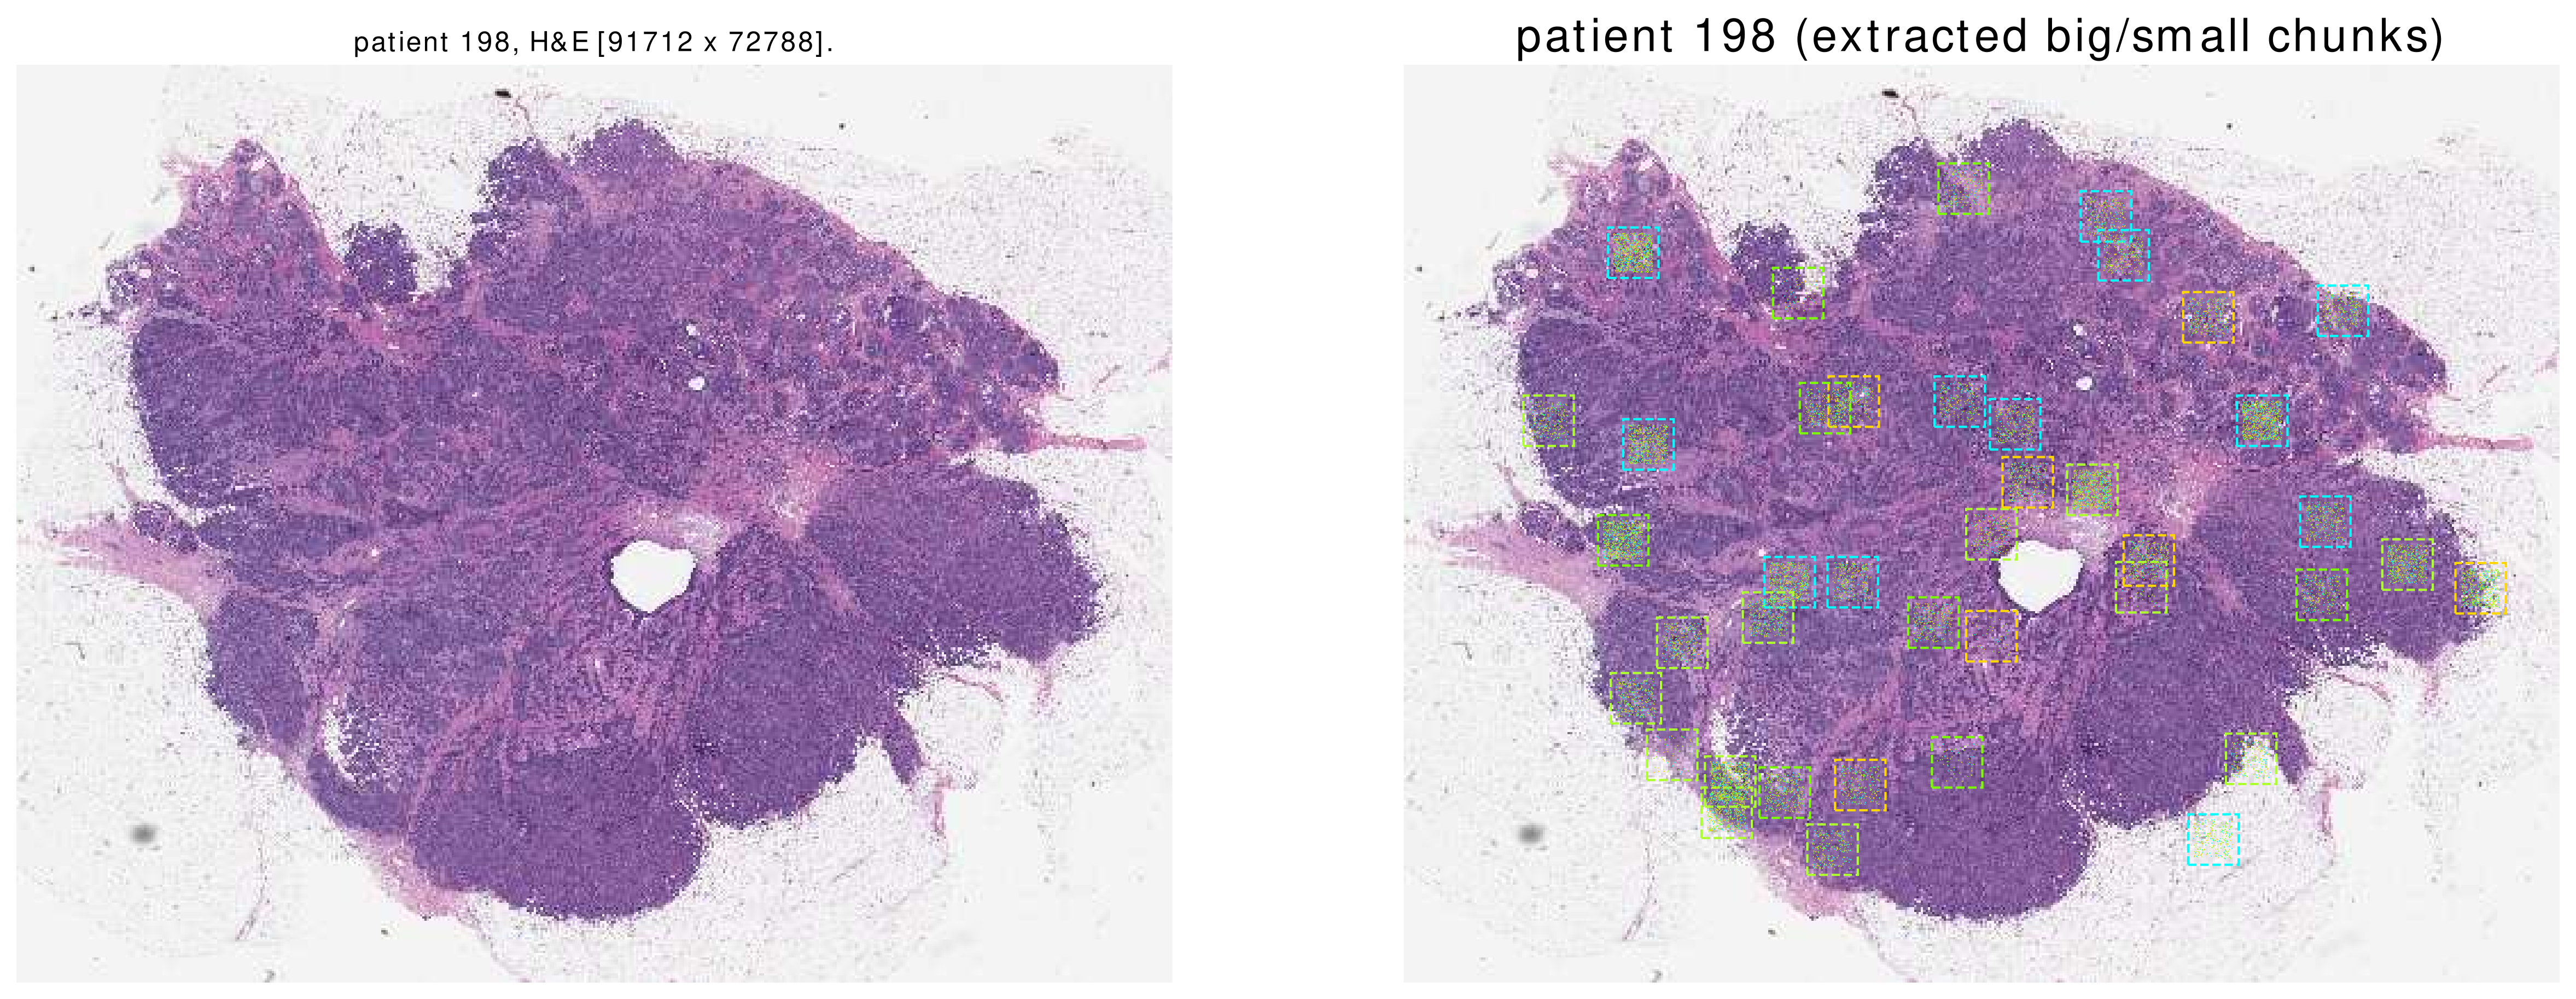 patient 198, H&E [91712 x 72788].
patient 198 (extracted big/small chunks)